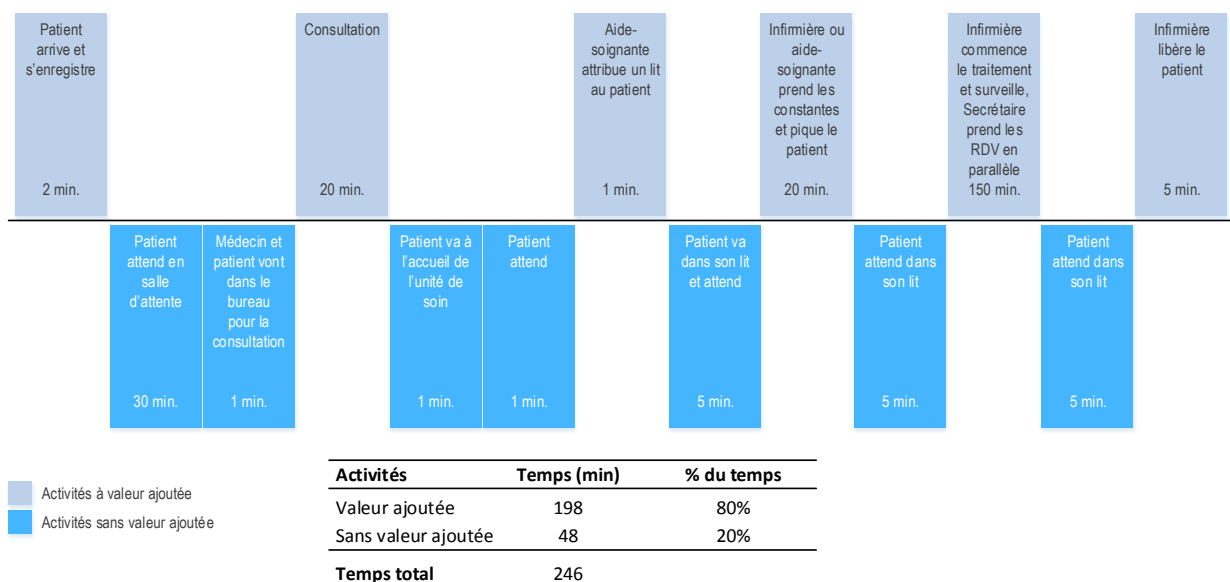 Patient
arrive et
s'enregistre
2 min.
Consultation
20 min.
Aide-
soignante
attribue un lit
au patient
1 min.
Infirmière ou
aide-
soignante
prend les
constantes
et pique le
patient
20 min.
Infirmière
commence
le traitement
et surveille,
Secrétaire
prend les
RDV en
parallèle
150 min.
Infirmière
libère le
patient
5 min.
Patient
attend en
salle
d'attente
30 min.
Médecin et
patient vont
dans le
bureau
pour la
consultation
1 min.
Patient va à
l'accueil de
l'unité de
soin
1 min.
Patient
attend
1 min.
Patient va
dans son lit
et attend
5 min.
Patient
attend dans
son lit
5 min.
Patient
attend dans
son lit
5 min.
Activités à valeur ajoutée
Activités sans valeur ajoutée
Activités Temps (min) % du temps
Valeur ajoutée 198 80%
Sans valeur ajoutée 48 20%
Temps total 246